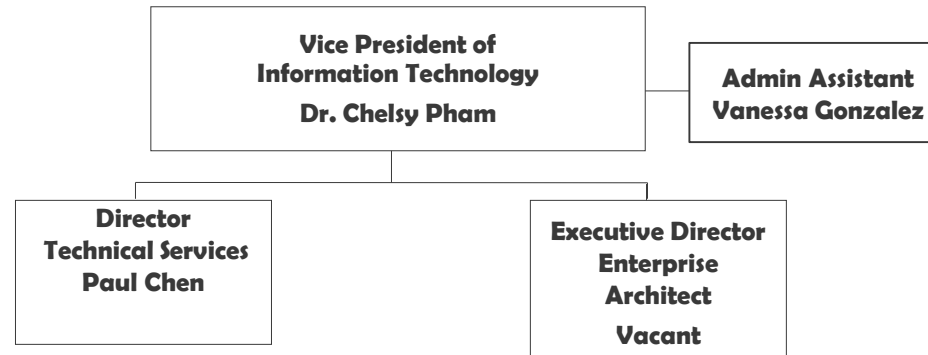 Vice President of
Information Technology
Dr. Chelsy Pham
Admin Assistant
Vanessa Gonzalez
Director
Technical Services
Paul Chen
Executive Director
Enterprise
Architect
Vacant